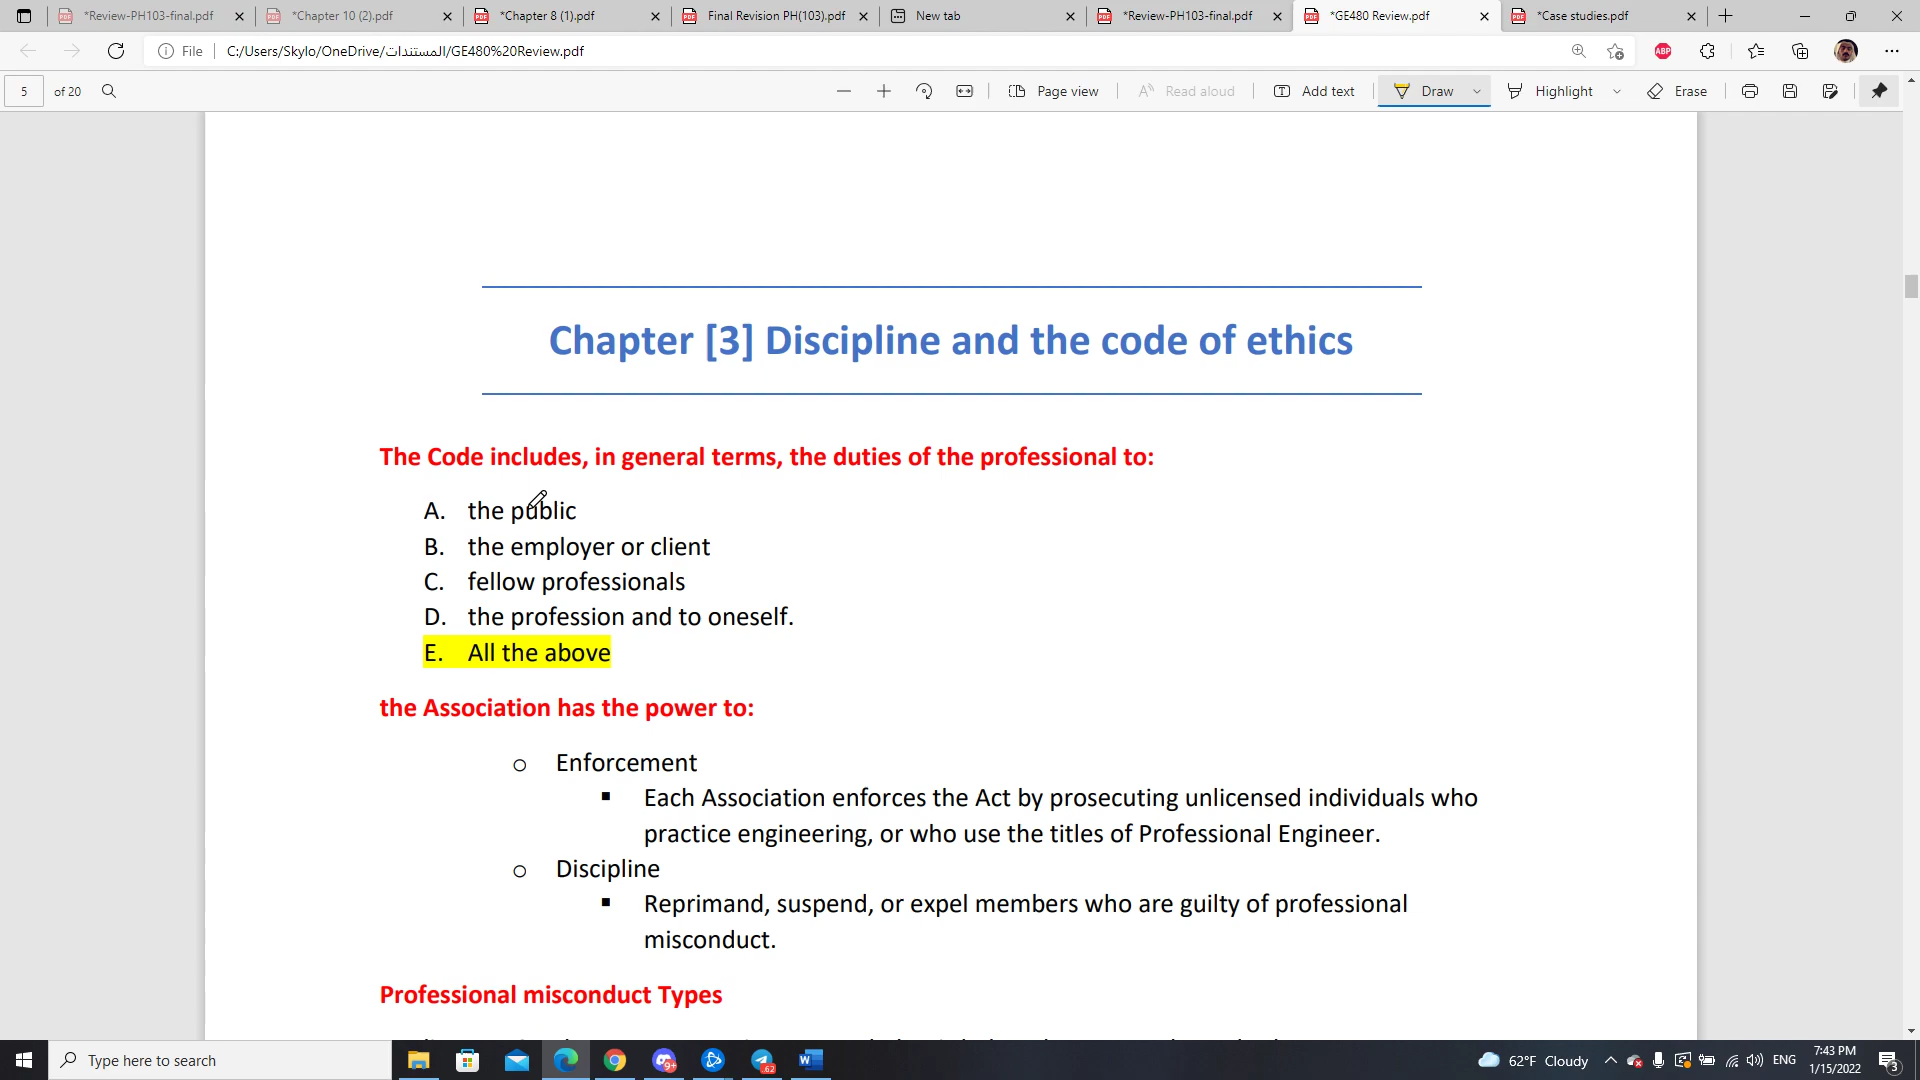 *Review-PH103-final.pdf
*Chapter 10 (2).pdf
*Chapter 8 (1).pdf
Final Revision PH(103).pdf
New tab
*Review-PH103-final.pdf
*GE480 Review.pdf
*Case studies.pdf
File
C:/Users/Skylo/OneDrive/المستندات/GE480%20Review.pdf
ABP
5 of 20
Page view
Read aloud
Add text
Draw
Highlight
Erase
Chapter [3] Discipline and the code of ethics
The Code includes, in general terms, the duties of the professional to:
A. the public
B. the employer or client
C. fellow professionals
D. the profession and to oneself.
E. All the above
the Association has the power to:
o Enforcement
▪ Each Association enforces the Act by prosecuting unlicensed individuals who
practice engineering, or who use the titles of Professional Engineer.
o Discipline
▪ Reprimand, suspend, or expel members who are guilty of professional
misconduct.
Professional misconduct Types
Type here to search
9+
62
62°F Cloudy
ENG
7:43 PM
1/15/2022
3